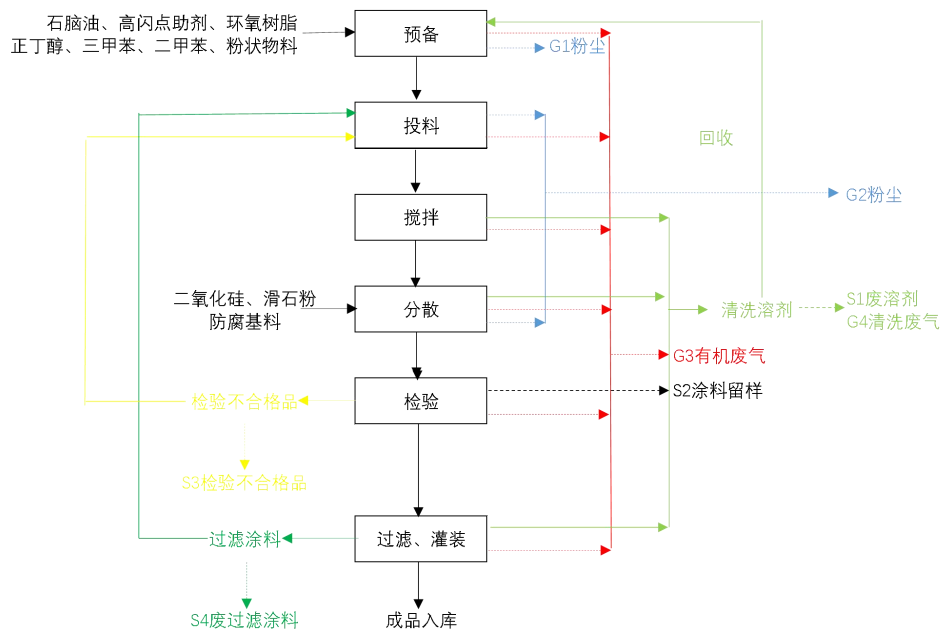 石脑油、高闪点助剂、环氧树脂
正丁醇、三甲苯、二甲苯、粉状物料
预备
G1粉尘
投料
回收
G2粉尘
搅拌
二氧化硅、滑石粉
防腐基料
分散
清洗溶剂
S1废溶剂
G4清洗废气
G3有机废气
检验不合格品
检验
S2涂料留样
S3检验不合格品
过滤涂料
过滤、灌装
S4废过滤涂料
成品入库